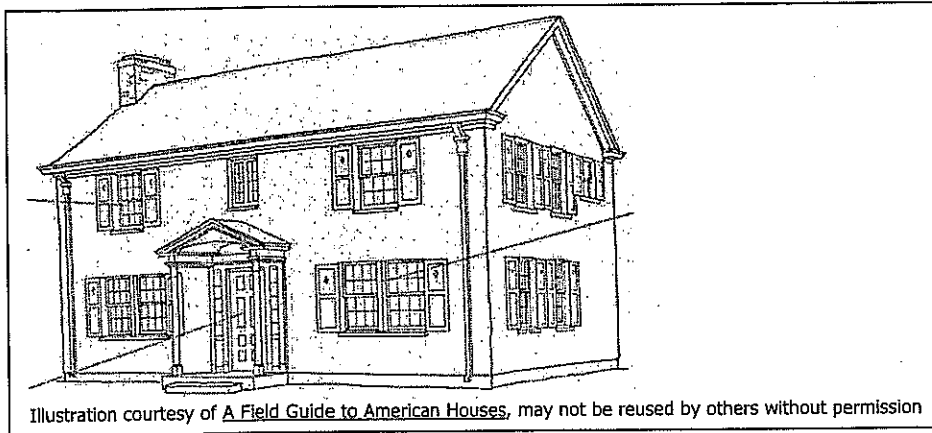 Illustration courtesy of A Field Guide to American Houses, may not be reused by others without permission